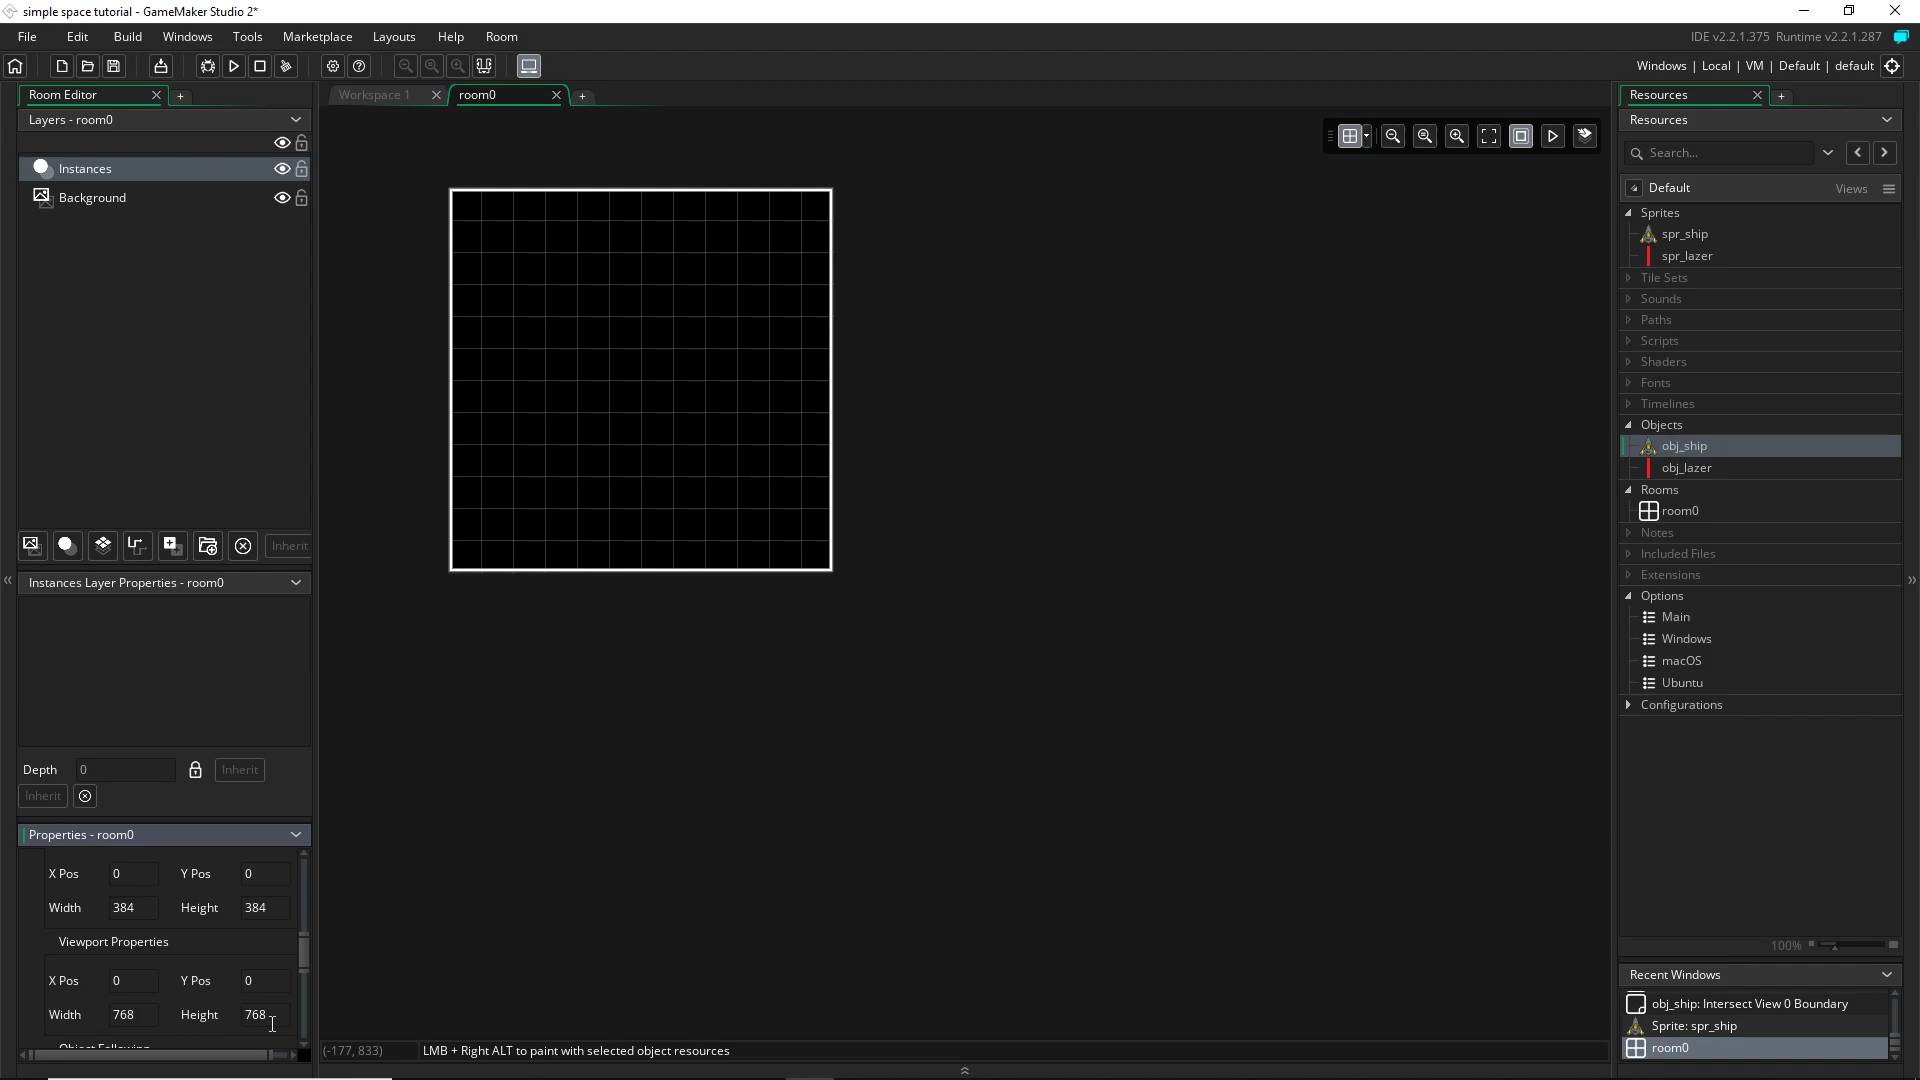 simple space tutorial - GameMaker Studio 2*
File Edit Build Windows Tools Marketplace Layouts Help Room
IDE v2.2.1.375 Runtime v2.2.1.287
Windows | Local | VM | Default | default
Room Editor
Workspace 1
room0
Resources
Layers - room0
Resources
Search...
Instances
Background
Default
Views
Sprites
spr_ship
spr_lazer
Tile Sets
Sounds
Paths
Scripts
Shaders
Fonts
Timelines
Objects
obj_ship
obj_lazer
Rooms
room0
Notes
Included Files
Extensions
Options
Main
Windows
macOS
Ubuntu
Configurations
Inherit
Instances Layer Properties - room0
Depth 0 Inherit
Inherit
Properties - room0
X Pos 0 Y Pos 0
Width 384 Height 384
Viewport Properties
X Pos 0 Y Pos 0
Width 768 Height 768
Object Following
(-177, 833)
LMB + Right ALT to paint with selected object resources
100%
Recent Windows
obj_ship: Intersect View 0 Boundary
Sprite: spr_ship
room0